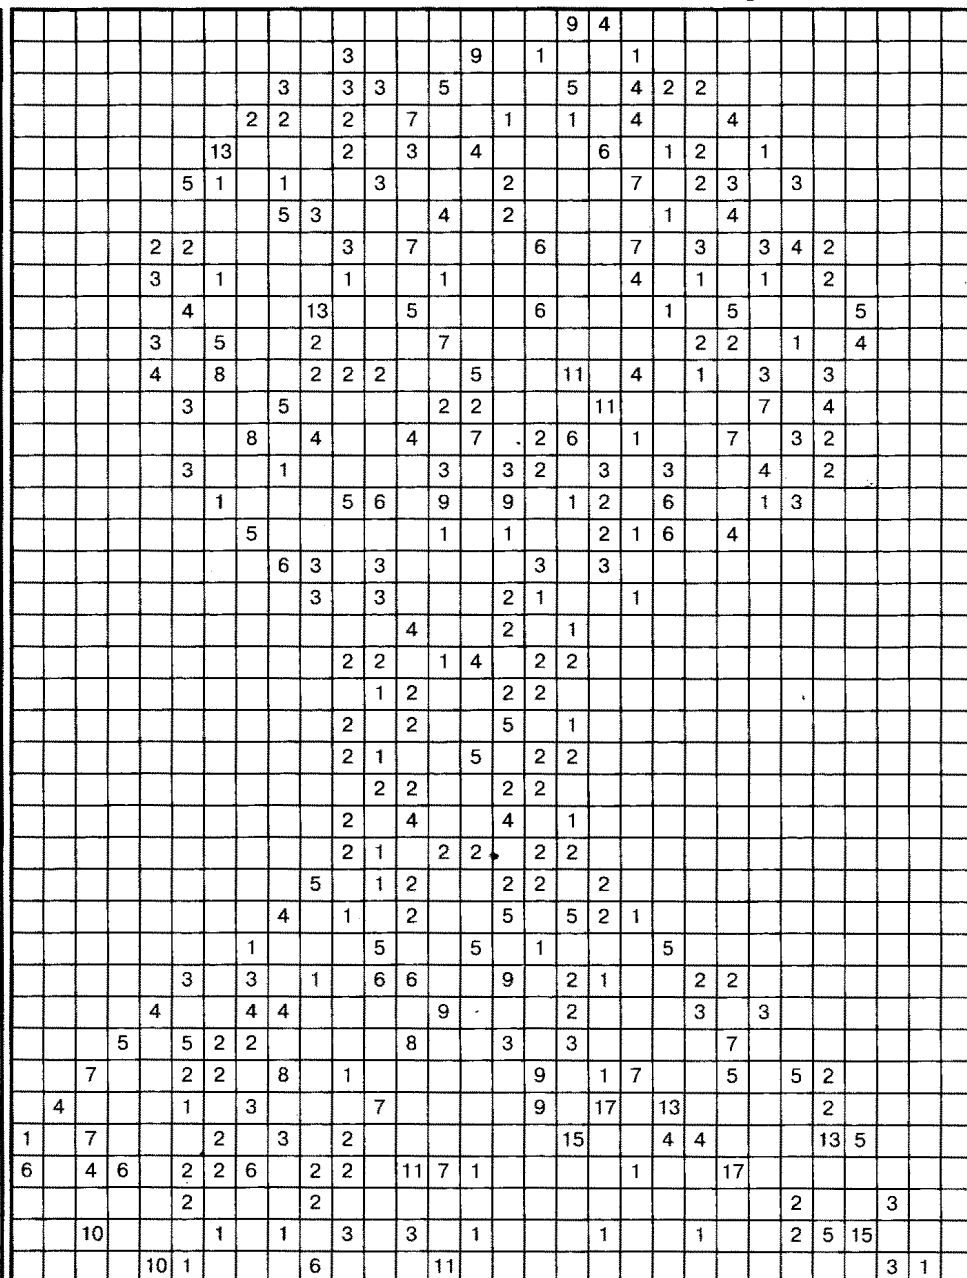 9 4
3 9 1 1
3 3 3 5 5 4 2 2
2 2 2 7 1 1 4 4
13 2 3 4 6 1 2 1
5 1 1 3 2 7 2 3 3
5 3 4 2 1 4
2 2 3 7 6 7 3 3 4 2
3 1 1 1 4 1 1 2
4 13 5 6 1 5 5
3 5 2 7 2 2 1 4
4 8 2 2 2 5 11 4 1 3 3
3 5 2 2 11 7 4
8 4 4 7 2 6 1 7 3 2
3 1 3 3 2 3 3 4 2
1 5 6 9 9 1 2 6 1 3
5 1 1 2 1 6 4
6 3 3 3 3
3 3 2 1 1
4 2 1
2 2 1 4 2 2
1 2 2 2
2 2 5 1
2 1 5 2 2
2 2 2 2
2 4 4 1
2 1 2 2 2 2
5 1 2 2 2 2
4 1 2 5 5 2 1
1 5 5 1 5
3 3 1 6 6 9 2 1 2 2
4 4 4 9 2 3 3
5 5 2 2 8 3 3 7
7 2 2 8 1 9 1 7 5 5 2
4 1 3 7 9 17 13 2
1 7 2 3 2 15 4 4 13 5
6 4 6 2 2 6 2 2 11 7 1 1 17
2 2 2 3
10 1 1 3 3 1 1 1 2 5 15
10 1 6 11 3 1